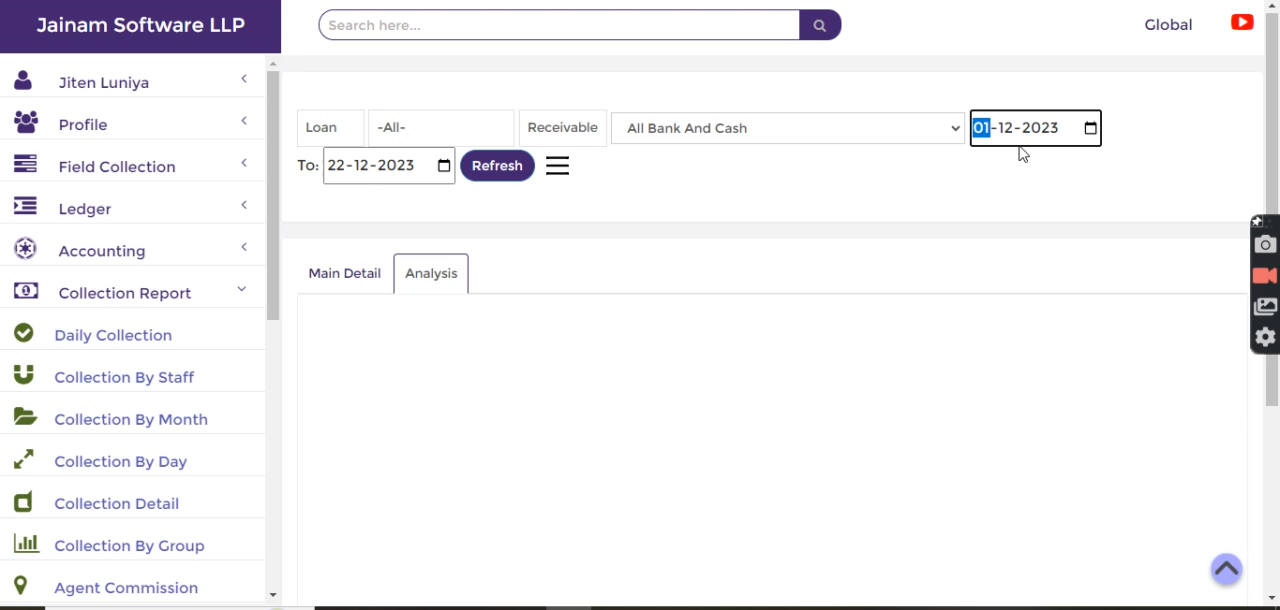 Jainam Software LLP
Search here...
Global
Jiten Luniya
Profile
Field Collection
Ledger
Accounting
Collection Report
Daily Collection
Collection By Staff
Collection By Month
Collection By Day
Collection Detail
Collection By Group
Agent Commission
Loan -All- Receivable All Bank And Cash 01-12-2023
To: 22-12-2023 Refresh
Main Detail Analysis